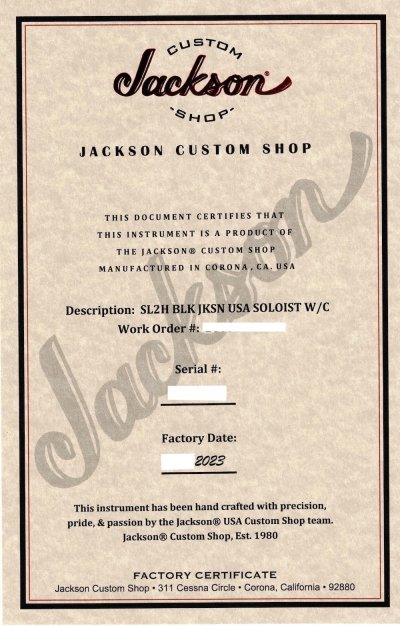 CUSTOM
Jackson®
-SHOP-
JACKSON CUSTOM SHOP
THIS DOCUMENT CERTIFIES THAT
THIS INSTRUMENT IS A PRODUCT OF
THE JACKSON® CUSTOM SHOP
MANUFACTURED IN CORONA, CA. USA
Jackson
Description: SL2H BLK JKSN USA SOLOIST W/C
Work Order #:
Serial #:
Factory Date:
2023
This instrument has been hand crafted with precision,
pride, & passion by the Jackson® USA Custom Shop team.
Jackson® Custom Shop, Est. 1980
FACTORY CERTIFICATE
Jackson Custom Shop • 311 Cessna Circle • Corona, California • 92880